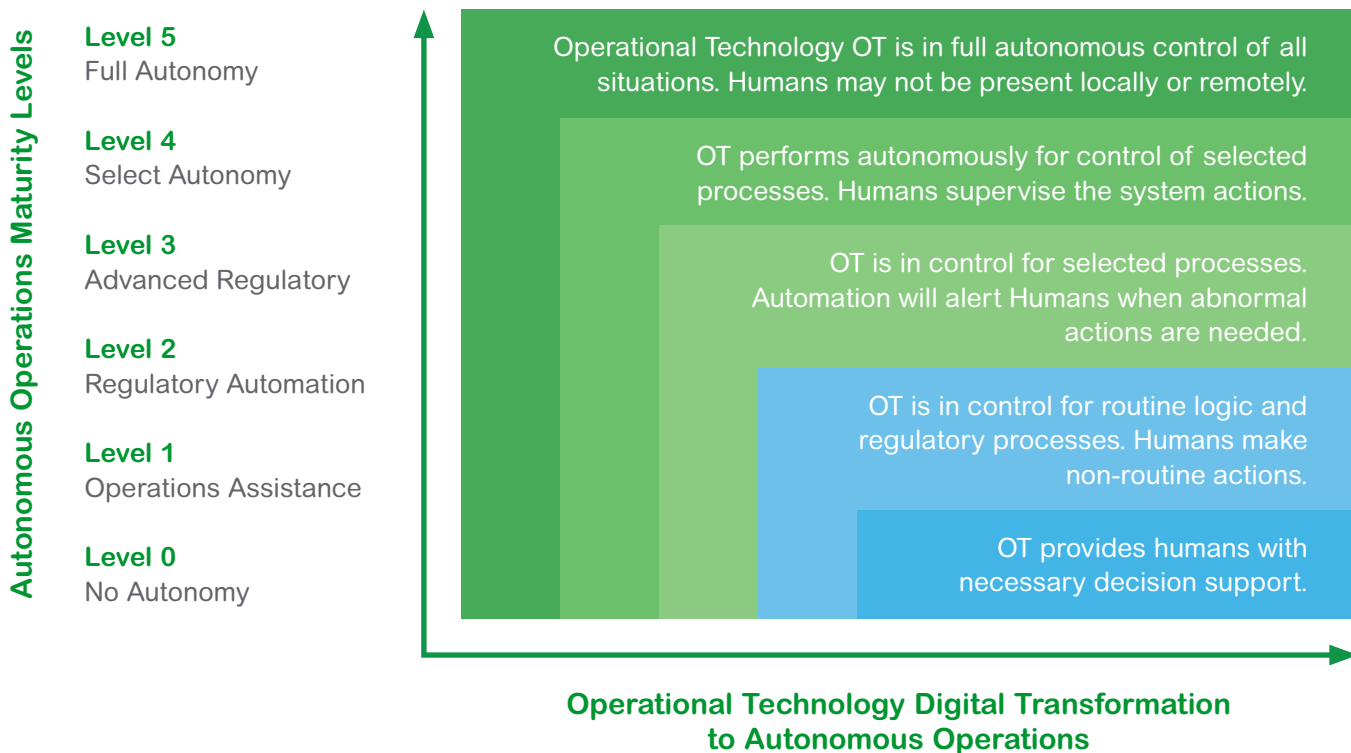 Autonomous Operations Maturity Levels
Level 5
Full Autonomy
Level 4
Select Autonomy
Level 3
Advanced Regulatory
Level 2
Regulatory Automation
Level 1
Operations Assistance
Level 0
No Autonomy
Operational Technology OT is in full autonomous control of all
situations. Humans may not be present locally or remotely.
OT performs autonomously for control of selected
processes. Humans supervise the system actions.
OT is in control for selected processes.
Automation will alert Humans when abnormal
actions are needed.
OT is in control for routine logic and
regulatory processes. Humans make
non-routine actions.
OT provides humans with
necessary decision support.
Operational Technology Digital Transformation
to Autonomous Operations